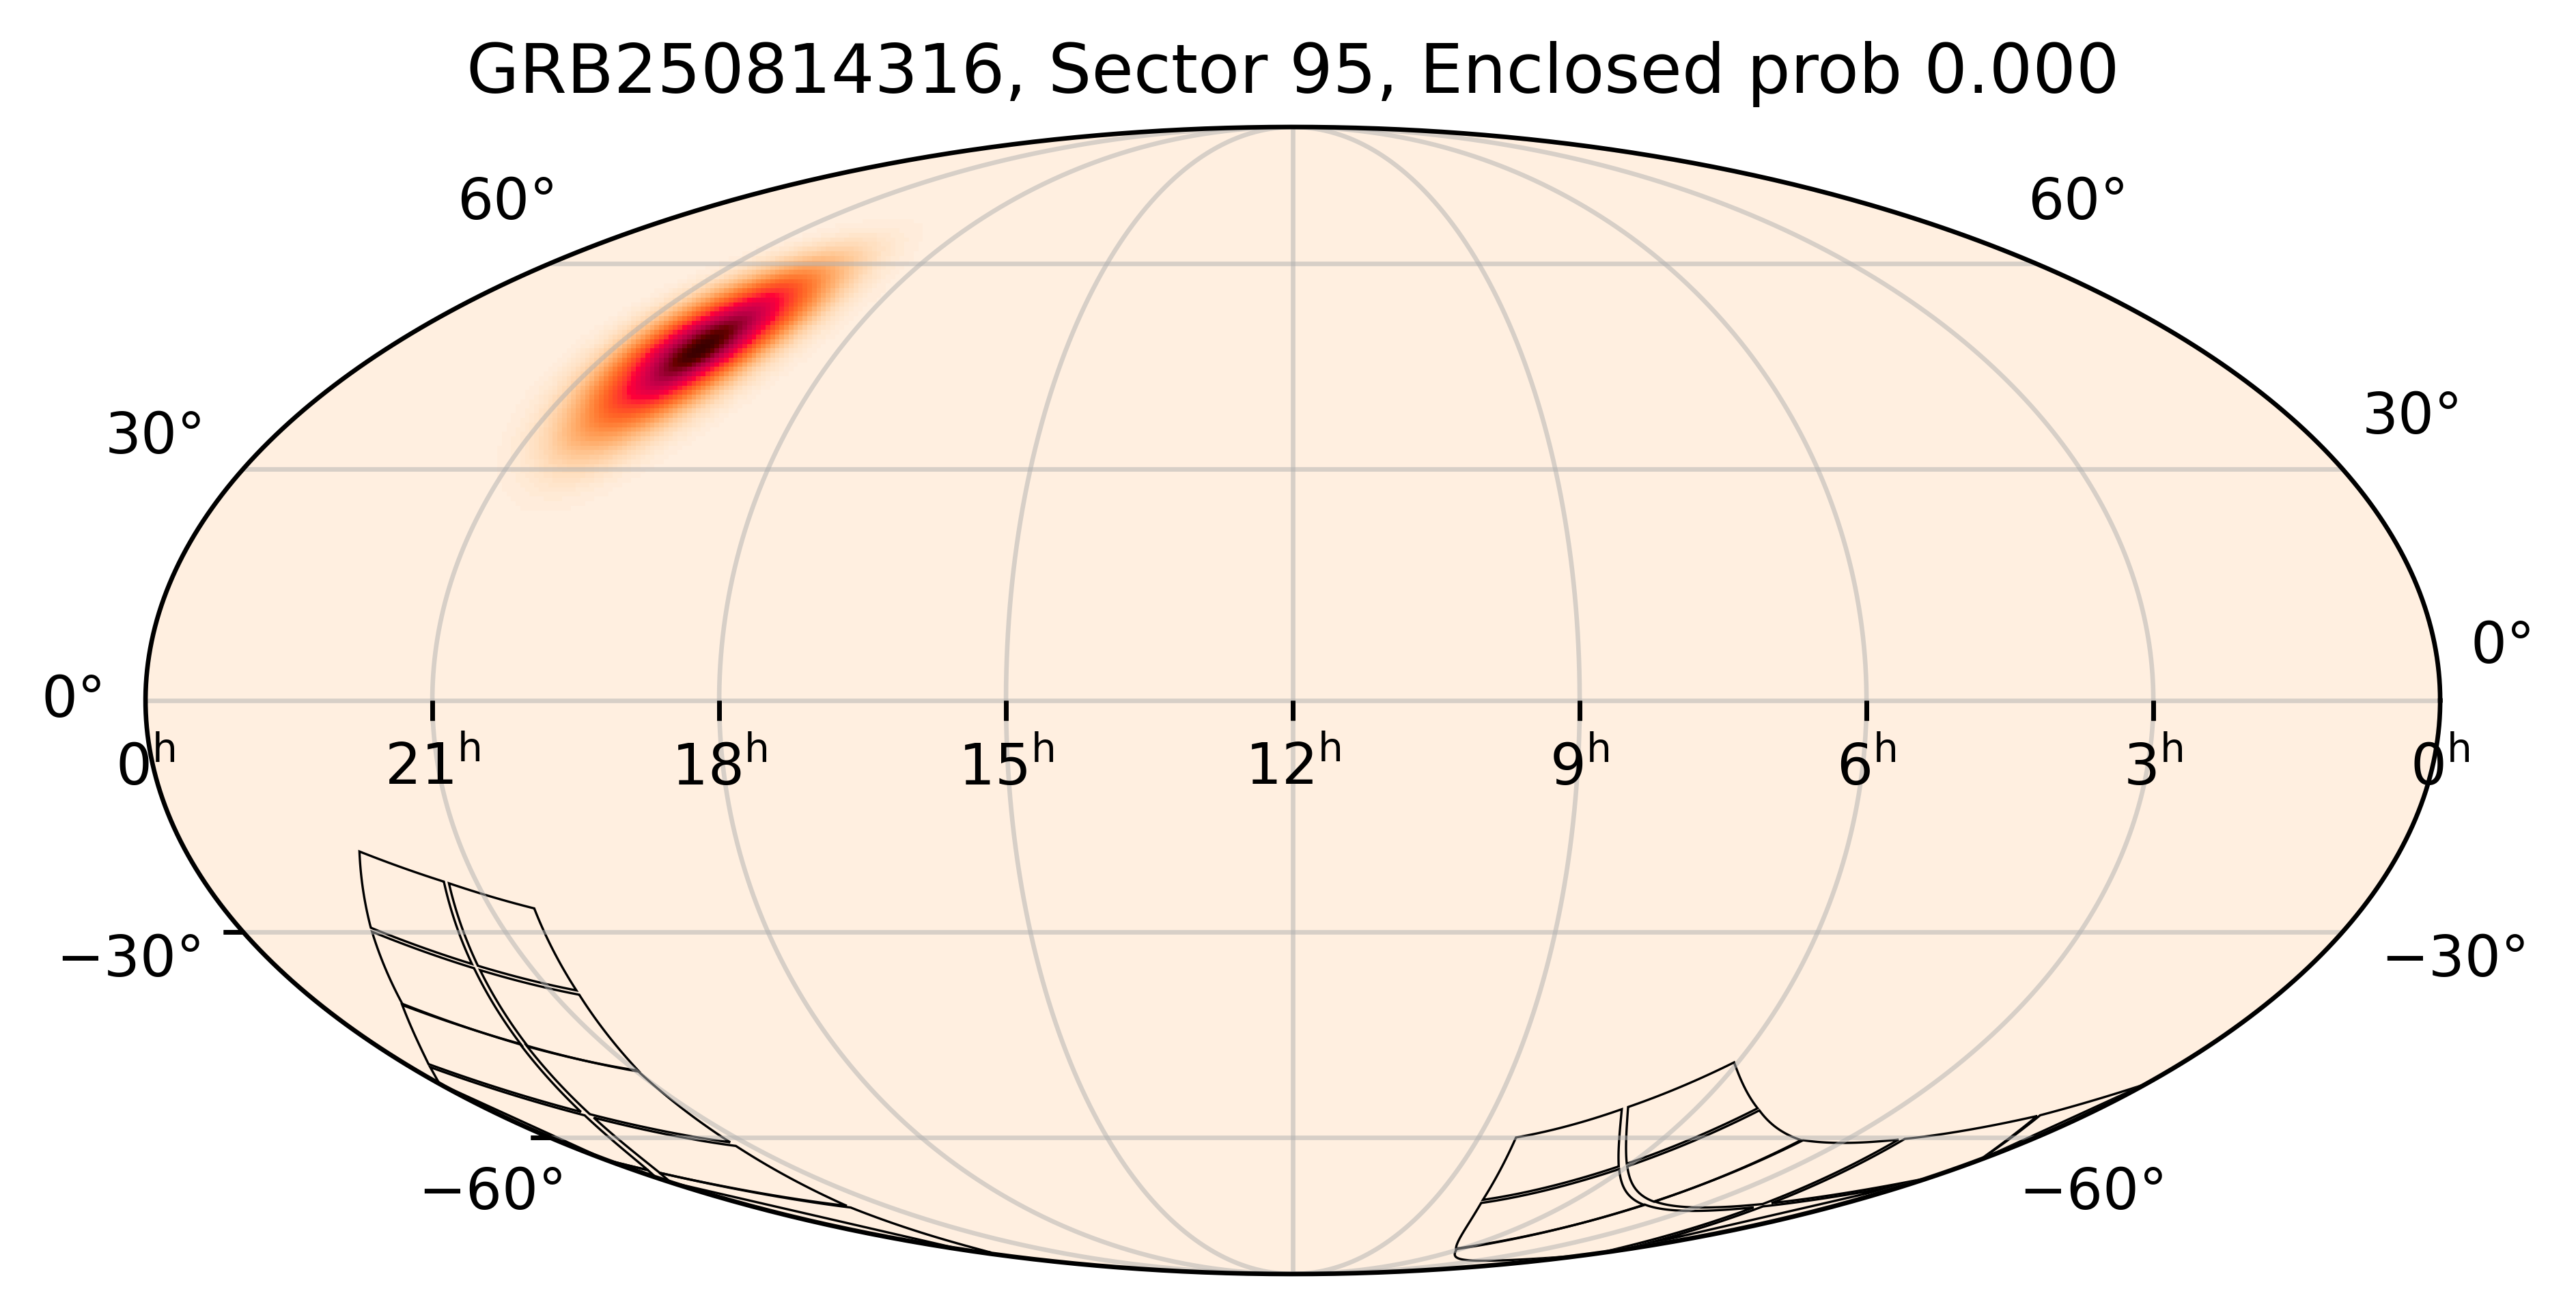 GRB250814316, Sector 95, Enclosed prob 0.000
60° 60°
30° 30°
0° 0°
0h 21h 18h 15h 12h 9h 6h 3h 0h
−30° −30°
−60° −60°